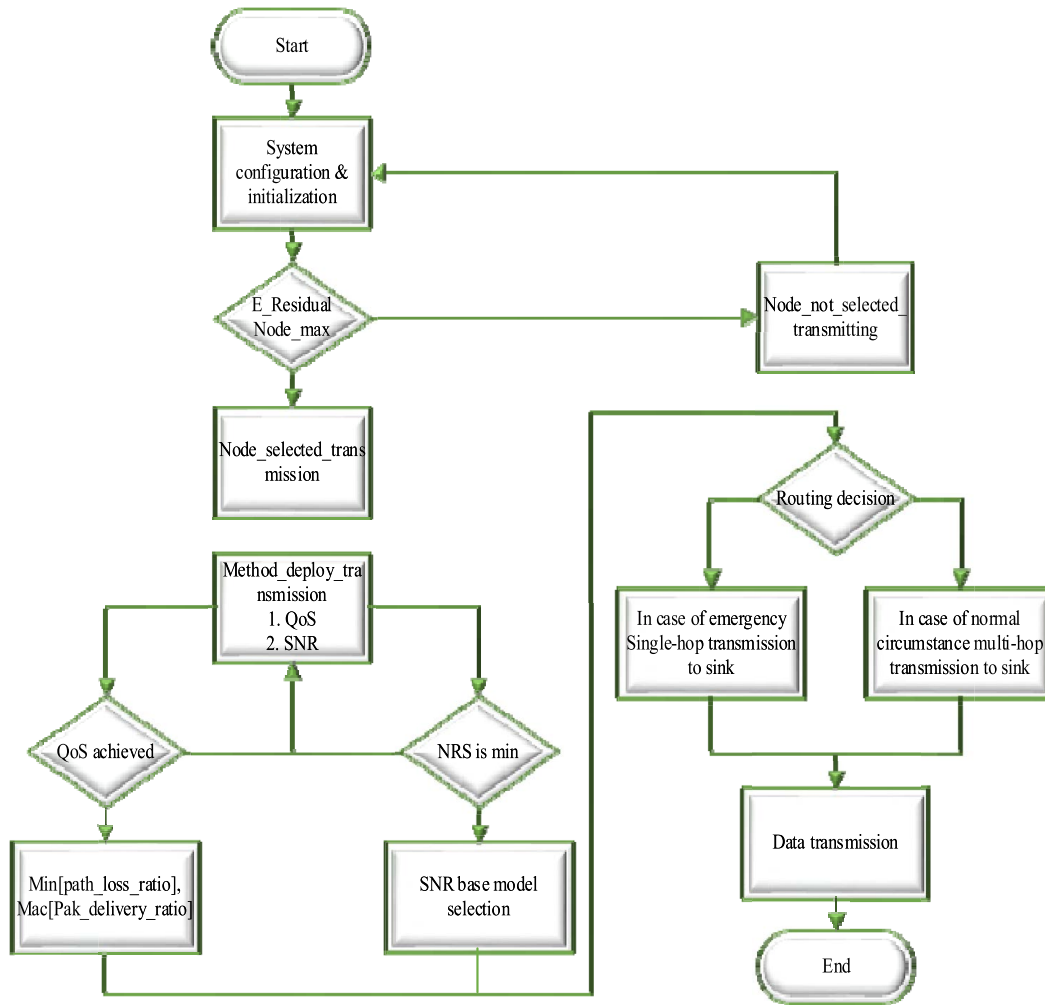 Start
System
configuration &
initialization
E_Residual
Node_max
Node_not_selected_
transmitting
Node_selected_trans
mission
Routing decision
Method_deploy_tra
nsmission
1. QoS
2. SNR
In case of emergency
Single-hop transmission
to sink
In case of normal
circumstance multi-hop
transmission to sink
QoS achieved
NRS is min
Min[path_loss_ratio],
Mac[Pak_delivery_ratio]
SNR base model
selection
Data transmission
End